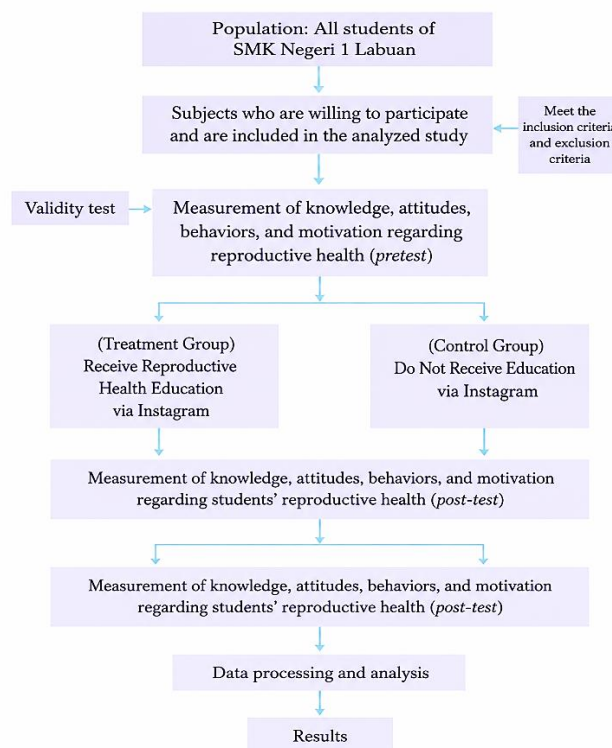 Population: All students of
SMK Negeri 1 Labuan
Subjects who are willing to participate
and are included in the analyzed study
Meet the
inclusion criteria
and exclusion
criteria
Validity test
Measurement of knowledge, attitudes,
behaviors, and motivation regarding
reproductive health (pretest)
(Treatment Group)
Receive Reproductive
Health Education
via Instagram
(Control Group)
Do Not Receive Education
via Instagram
Measurement of knowledge, attitudes, behaviors, and motivation
regarding students’ reproductive health (post-test)
Measurement of knowledge, attitudes, behaviors, and motivation
regarding students’ reproductive health (post-test)
Data processing and analysis
Results